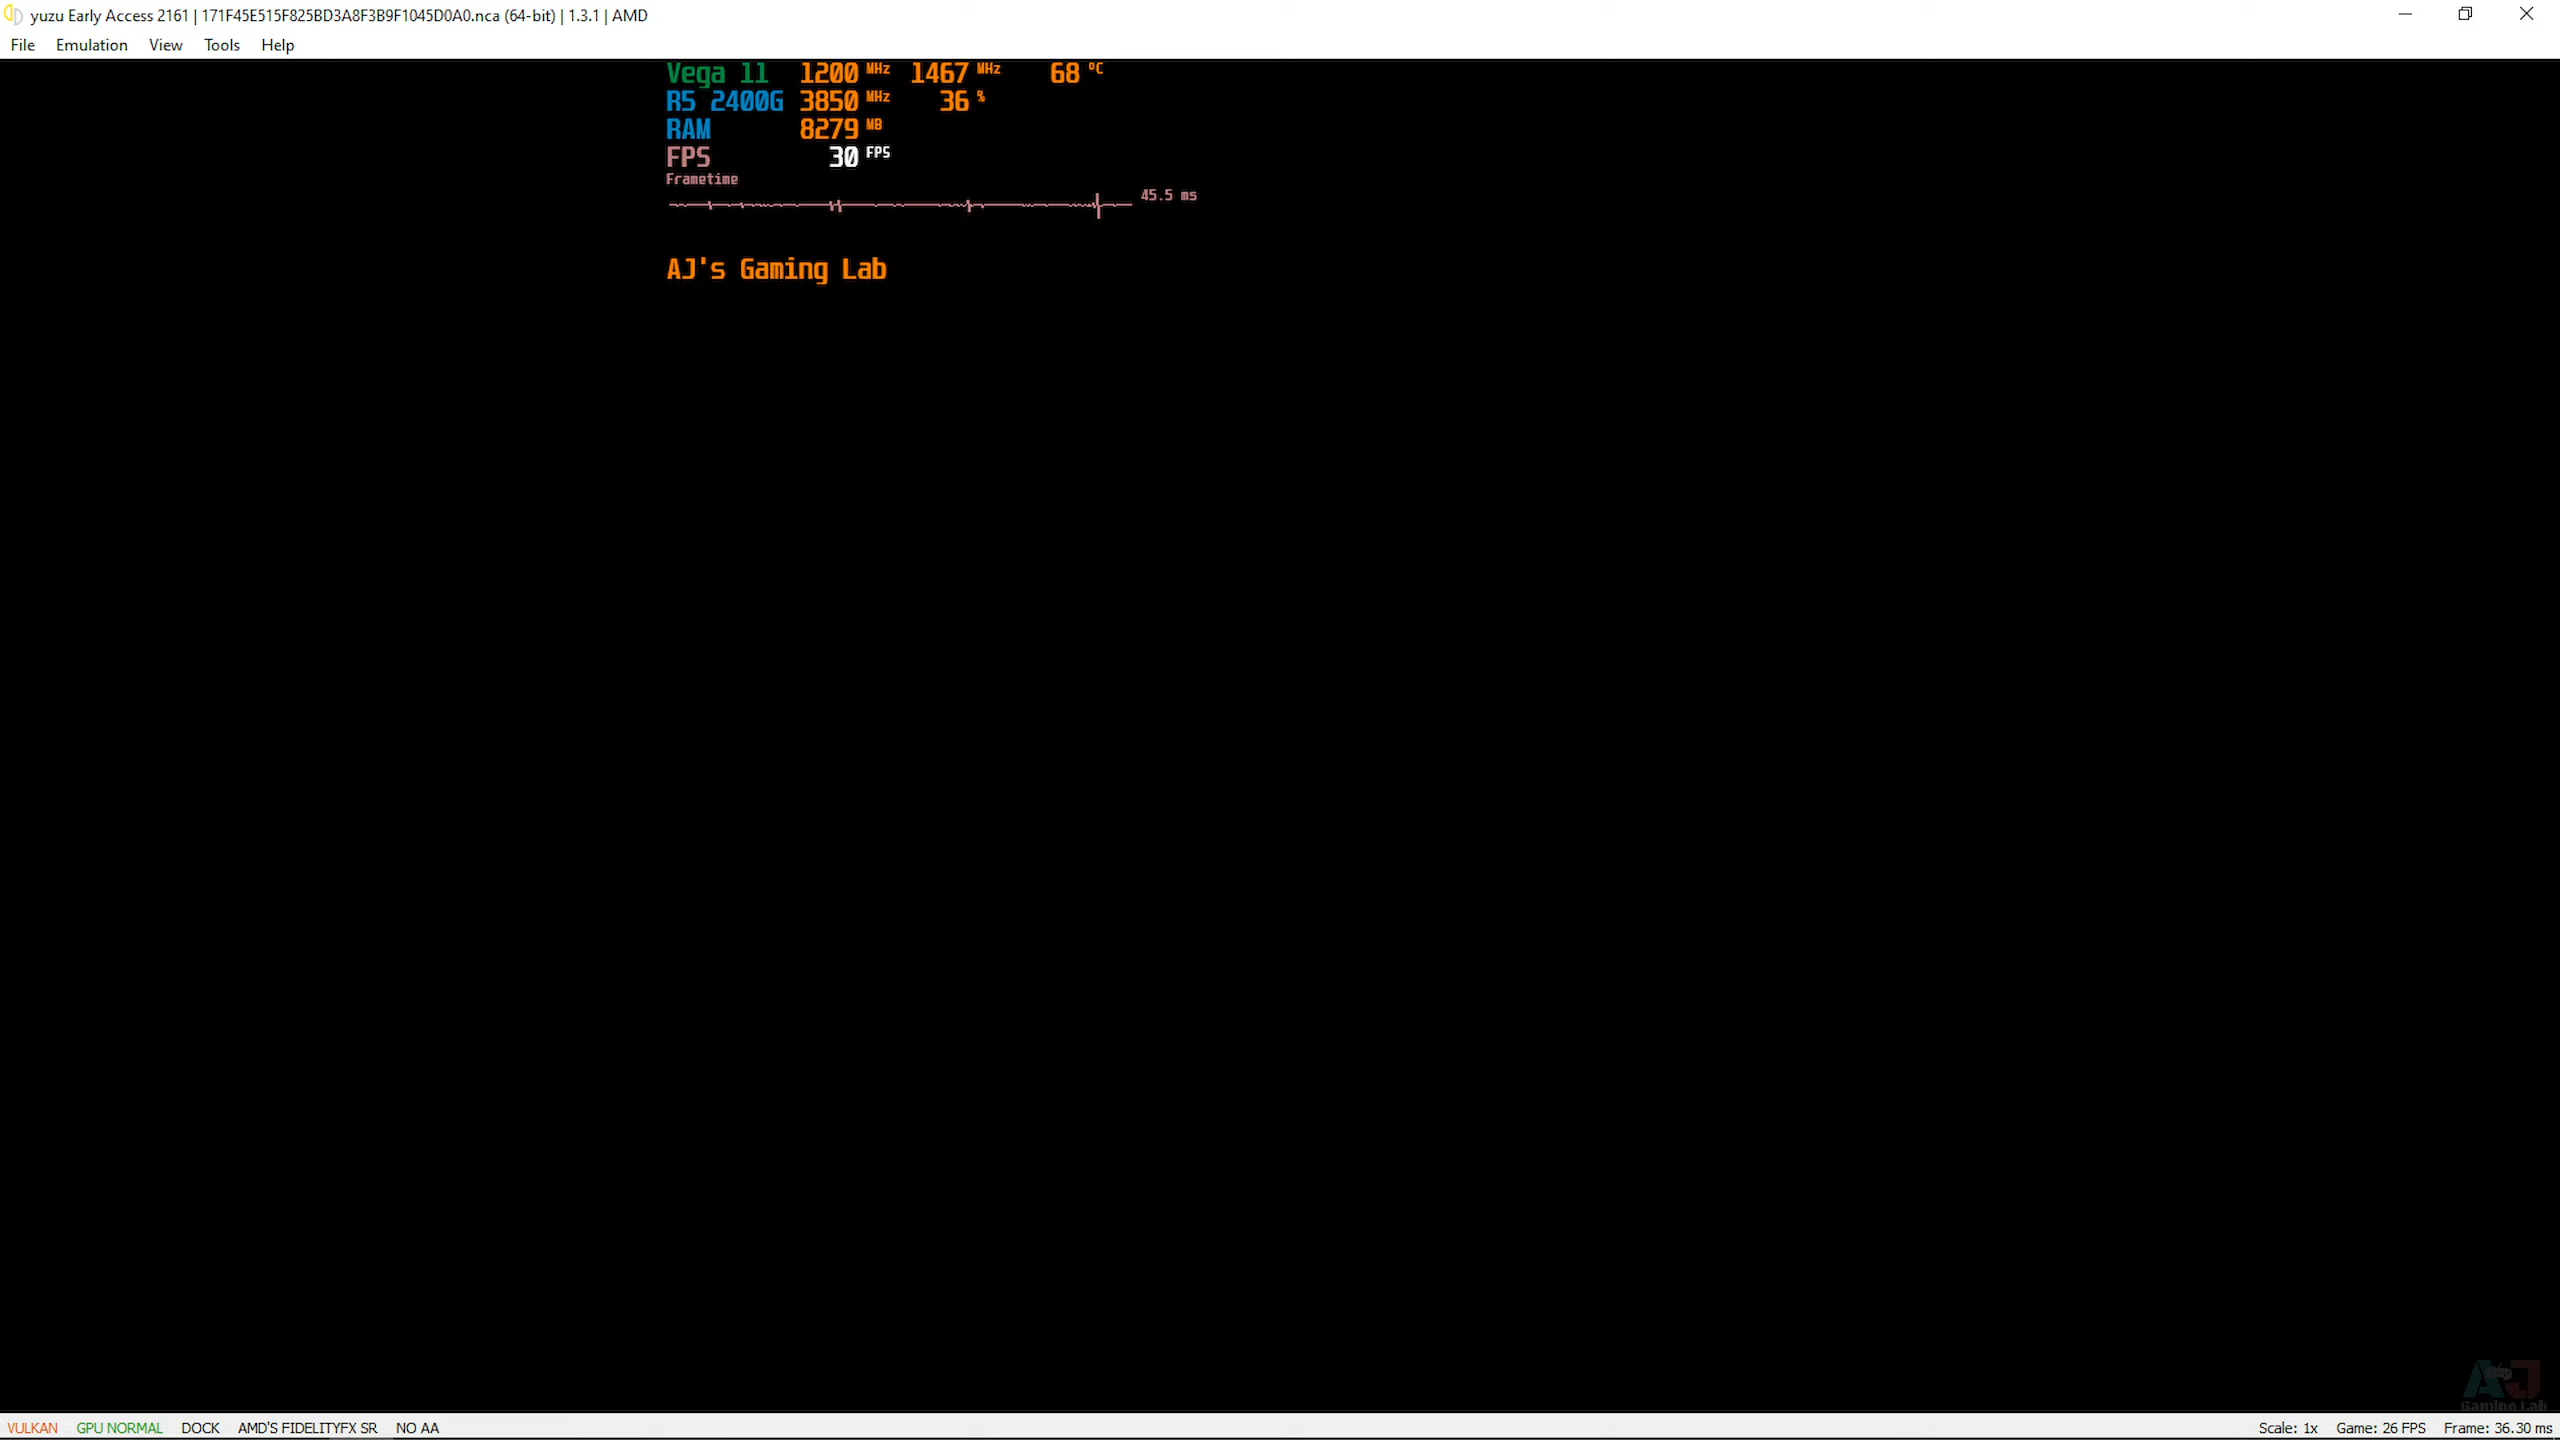 yuzu Early Access 2161 | 171F45E515F825BD3A8F3B9F1045D0A0.nca (64-bit) | 1.3.1 | AMD
File Emulation View Tools Help
Vega 11 1200 MHz 1467 MHz 68 °C
R5 2400G 3850 MHz 36 %
RAM 8279 MB
FPS 30 FPS
Frametime
45.5 ms
AJ's Gaming Lab
AJ
Gaming Lab
VULKAN GPU NORMAL DOCK AMD'S FIDELITYFX SR NO AA Scale: 1x Game: 26 FPS Frame: 36.30 ms